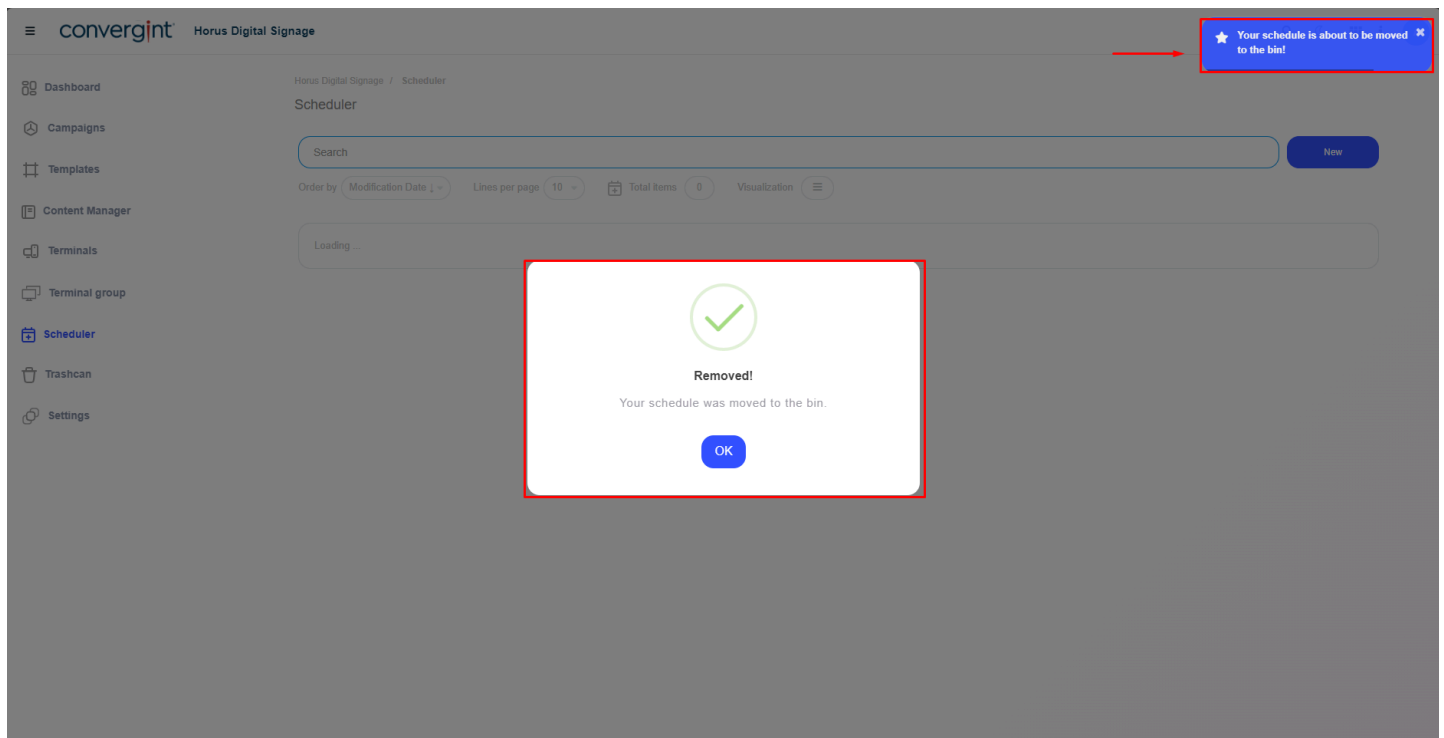 convergint Horus Digital Signage
Your schedule is about to be moved
to the bin!
Dashboard
Campaigns
Templates
Content Manager
Terminals
Terminal group
Scheduler
Trashcan
Settings
Horus Digital Signage / Scheduler
Scheduler
Search
New
Order by Modification Date ↓ Lines per page 10 Total items 0 Visualization
Loading ...
Removed!
Your schedule was moved to the bin.
OK